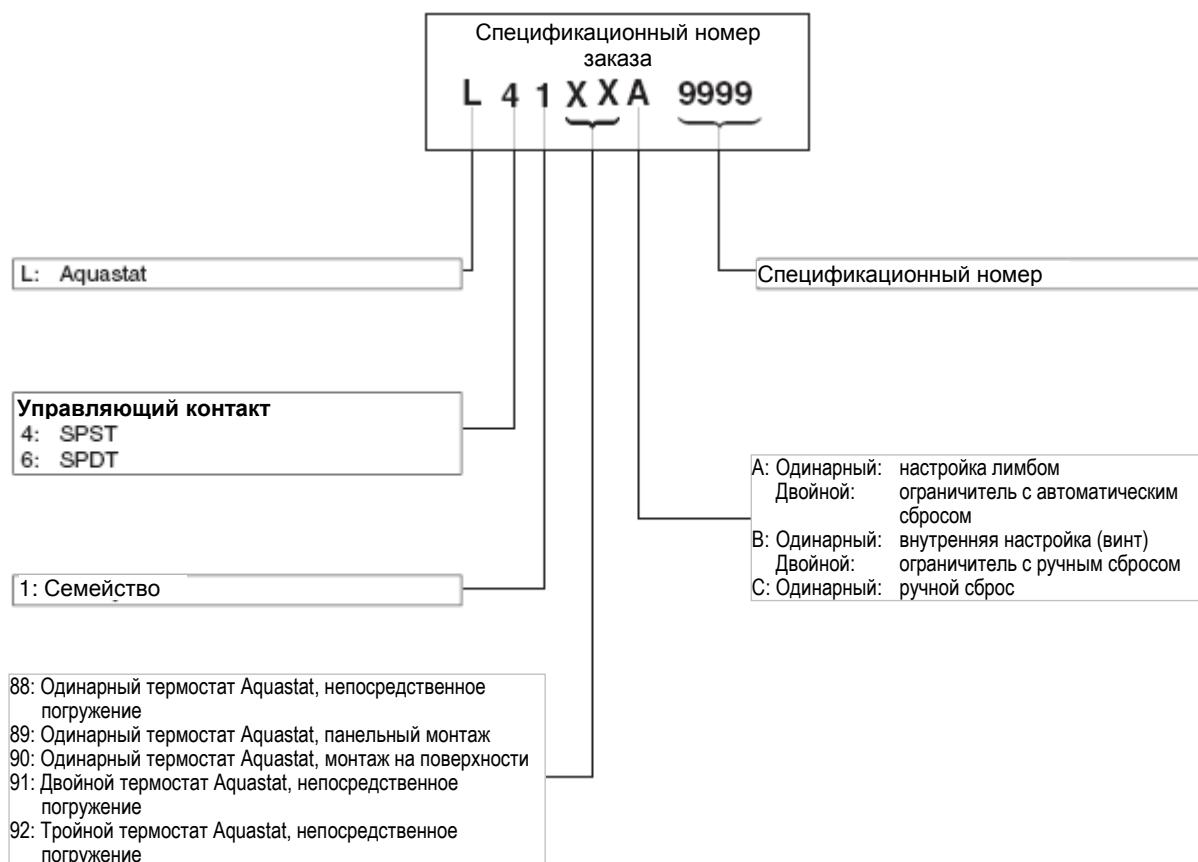 Спецификационный номер
заказа
L 4 1 X X A 9999
L: Aquastat
Спецификационный номер
Управляющий контакт
4: SPST
6: SPDT
A: Одинарный: настройка лимбом
Двойной: ограничитель с автоматическим
сбросом
B: Одинарный: внутренняя настройка (винт)
Двойной: ограничитель с ручным сбросом
C: Одинарный: ручной сброс
1: Семейство
88: Одинарный термостат Aquastat, непосредственное
погружение
89: Одинарный термостат Aquastat, панельный монтаж
90: Одинарный термостат Aquastat, монтаж на поверхности
91: Двойной термостат Aquastat, непосредственное
погружение
92: Тройной термостат Aquastat, непосредственное
погружение